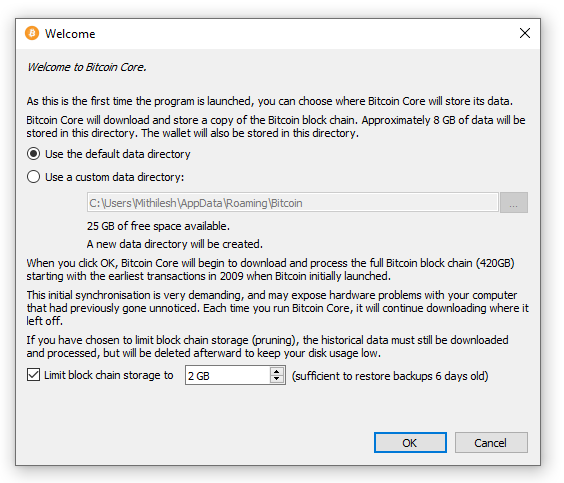 Welcome
Welcome to Bitcoin Core.
As this is the first time the program is launched, you can choose where Bitcoin Core will store its data.
Bitcoin Core will download and store a copy of the Bitcoin block chain. Approximately 8 GB of data will be
stored in this directory. The wallet will also be stored in this directory.
Use the default data directory
Use a custom data directory:
C:\Users\Mithilesh\AppData\Roaming\Bitcoin
...
25 GB of free space available.
A new data directory will be created.
When you click OK, Bitcoin Core will begin to download and process the full Bitcoin block chain (420GB)
starting with the earliest transactions in 2009 when Bitcoin initially launched.
This initial synchronisation is very demanding, and may expose hardware problems with your computer
that had previously gone unnoticed. Each time you run Bitcoin Core, it will continue downloading where it
left off.
If you have chosen to limit block chain storage (pruning), the historical data must still be downloaded
and processed, but will be deleted afterward to keep your disk usage low.
Limit block chain storage to 2 GB (sufficient to restore backups 6 days old)
OK Cancel